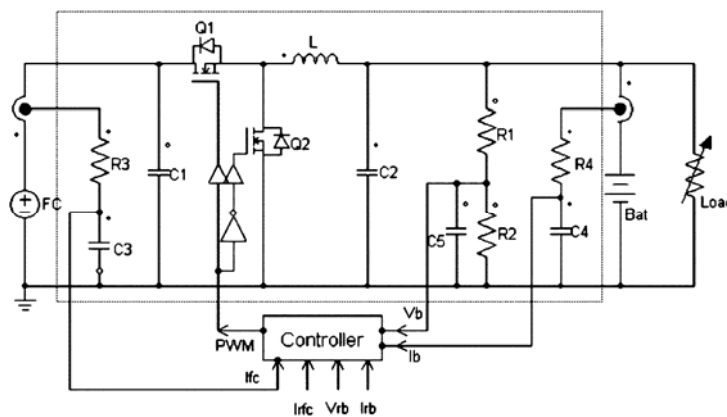 Q1
L
Q2
R1
R3
C1
C2
R4
FC
C3
C5
R2
C4
Bat
Load
Vb
PWM
Controller
Ib
Ifc
Irfc
Vrb
Irb